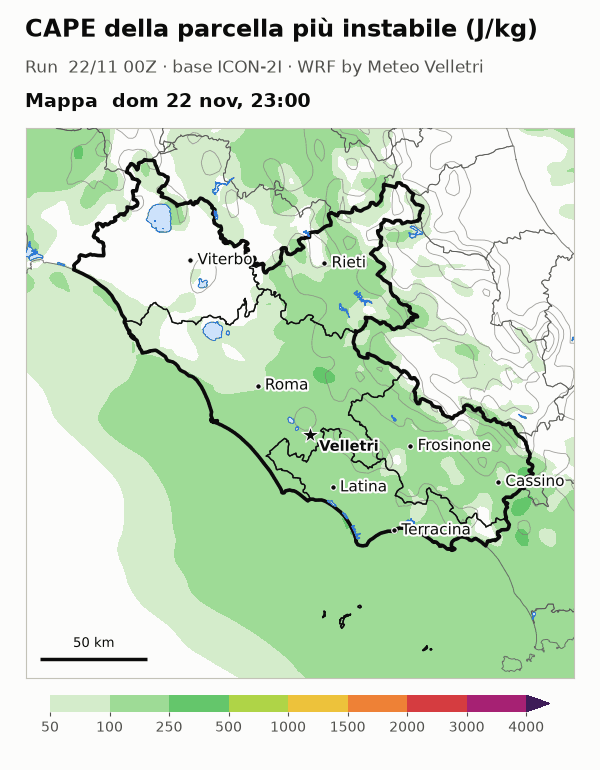 CAPE della parcella più instabile (J/kg)
Run  22/11 00Z · base ICON-2I · WRF by Meteo Velletri
Mappa  dom 22 nov, 23:00
Viterbo
Rieti
Roma
Velletri
Frosinone
Latina
Cassino
Terracina
50 km
50 100 250 500 1000 1500 2000 3000 4000